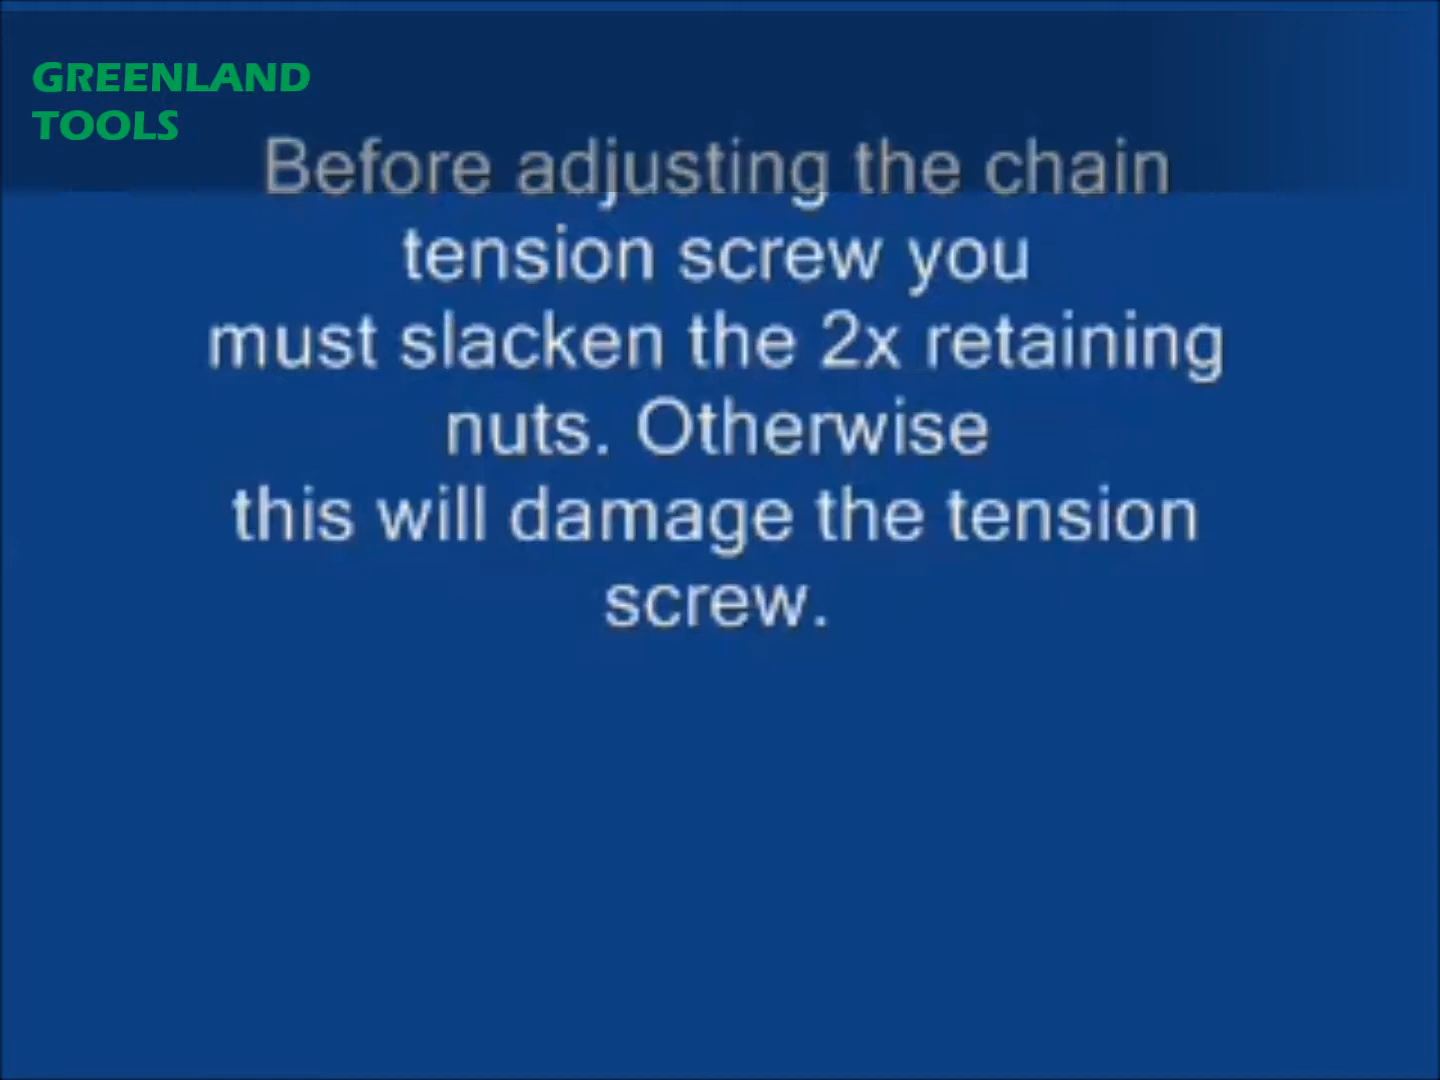 GREENLAND
TOOLS
Before adjusting the chain
tension screw you
must slacken the 2x retaining
nuts. Otherwise
this will damage the tension
screw.